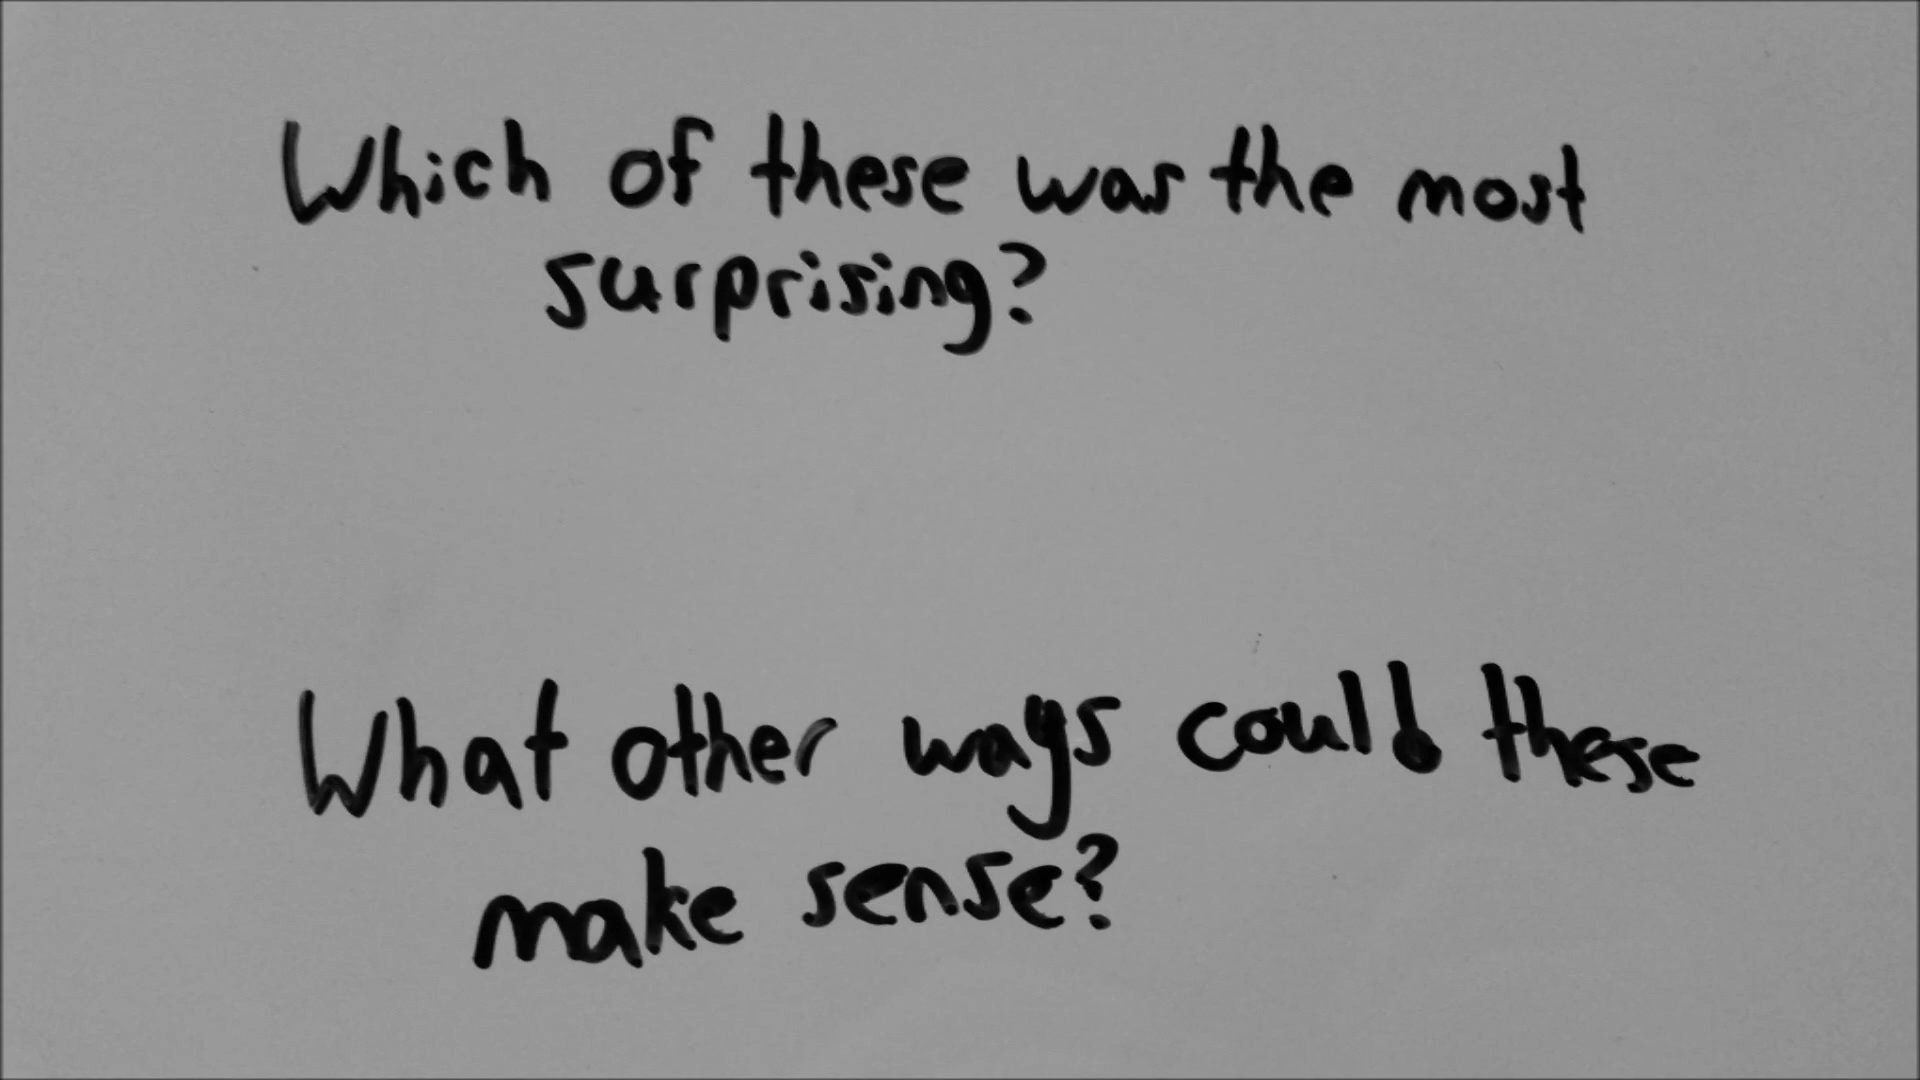 Which of these was the most
surprising?
What other ways could these
make sense?